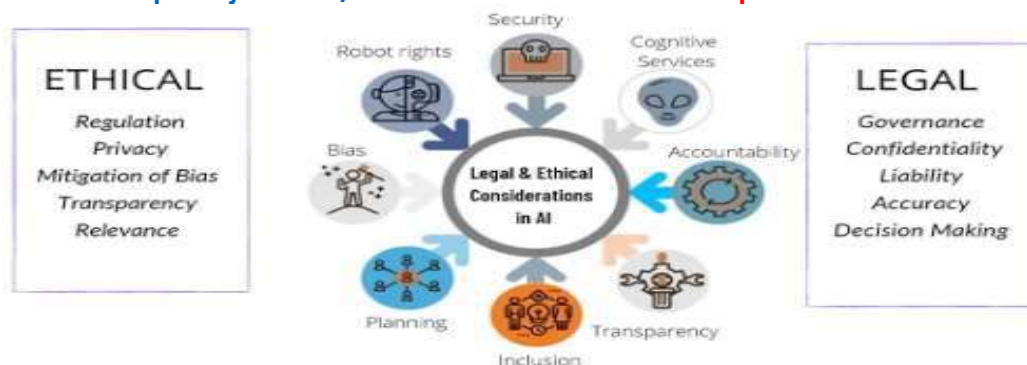 ETHICAL
Regulation
Privacy
Mitigation of Bias
Transparency
Relevance
Security
Robot rights
Cognitive
Services
Bias
Accountability
Legal & Ethical
Considerations
in AI
Planning
Transparency
Inclusion
LEGAL
Governance
Confidentiality
Liability
Accuracy
Decision Making